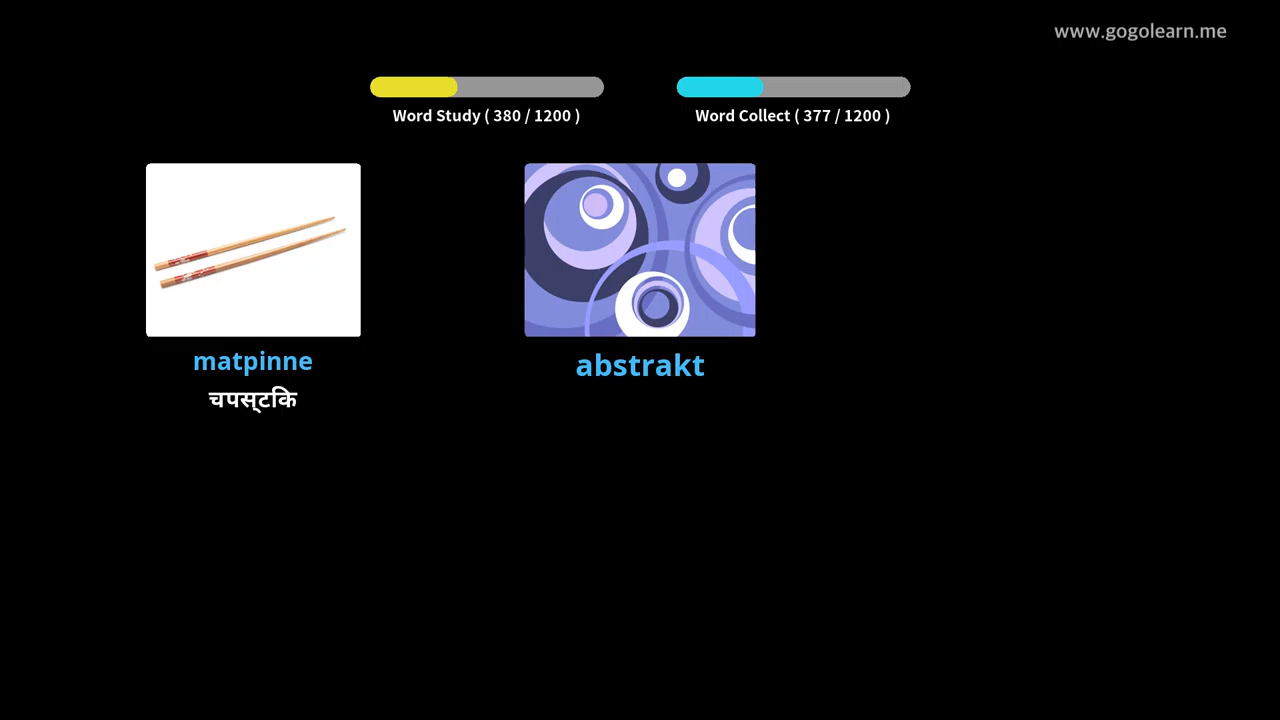 www.gogolearn.me
Word Study ( 380 / 1200 )
Word Collect ( 377 / 1200 )
matpinne
चपस्टकि
abstrakt